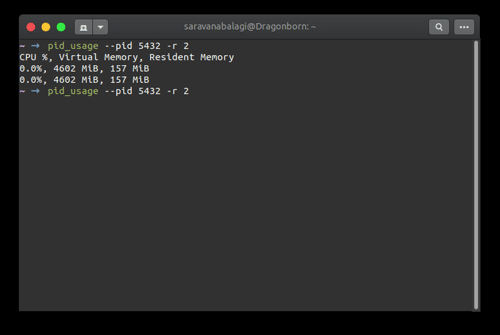 saravanabalagi@Dragonborn: ~
~ → pid_usage --pid 5432 -r 2
CPU %, Virtual Memory, Resident Memory
0.0%, 4602 MiB, 157 MiB
0.0%, 4602 MiB, 157 MiB
~ → pid_usage --pid 5432 -r 2